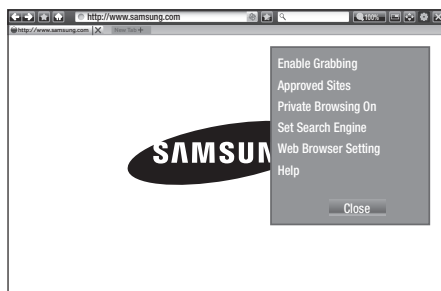 http://www.samsung.com
100%
http://www.samsung.com
New Tab
SAMSUN
Enable Grabbing
Approved Sites
Private Browsing On
Set Search Engine
Web Browser Setting
Help
Close